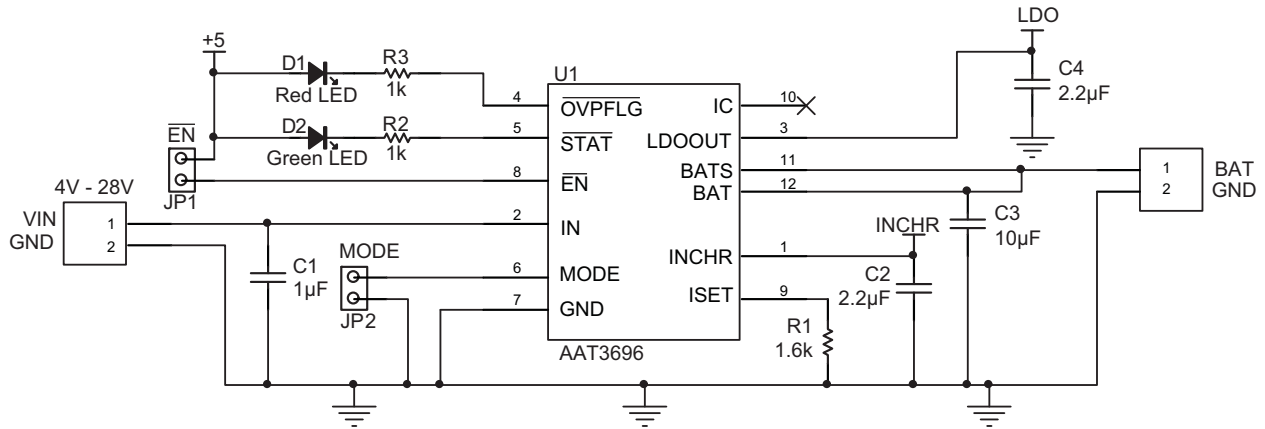 LDO
+5
D1
Red LED
R3
1k
U1
C4
2.2µF
4
OVPFLG
IC
10
EN
D2
Green LED
R2
1k
5
STAT
LDOOUT
3
JP1
8
EN
BATS
11
BAT
12
1
2
BAT
GND
4V - 28V
VIN
GND
1
2
2
IN
C3
10µF
C1
1µF
MODE
JP2
6
MODE
INCHR
1
INCHR
C2
2.2µF
7
GND
ISET
9
R1
1.6k
AAT3696